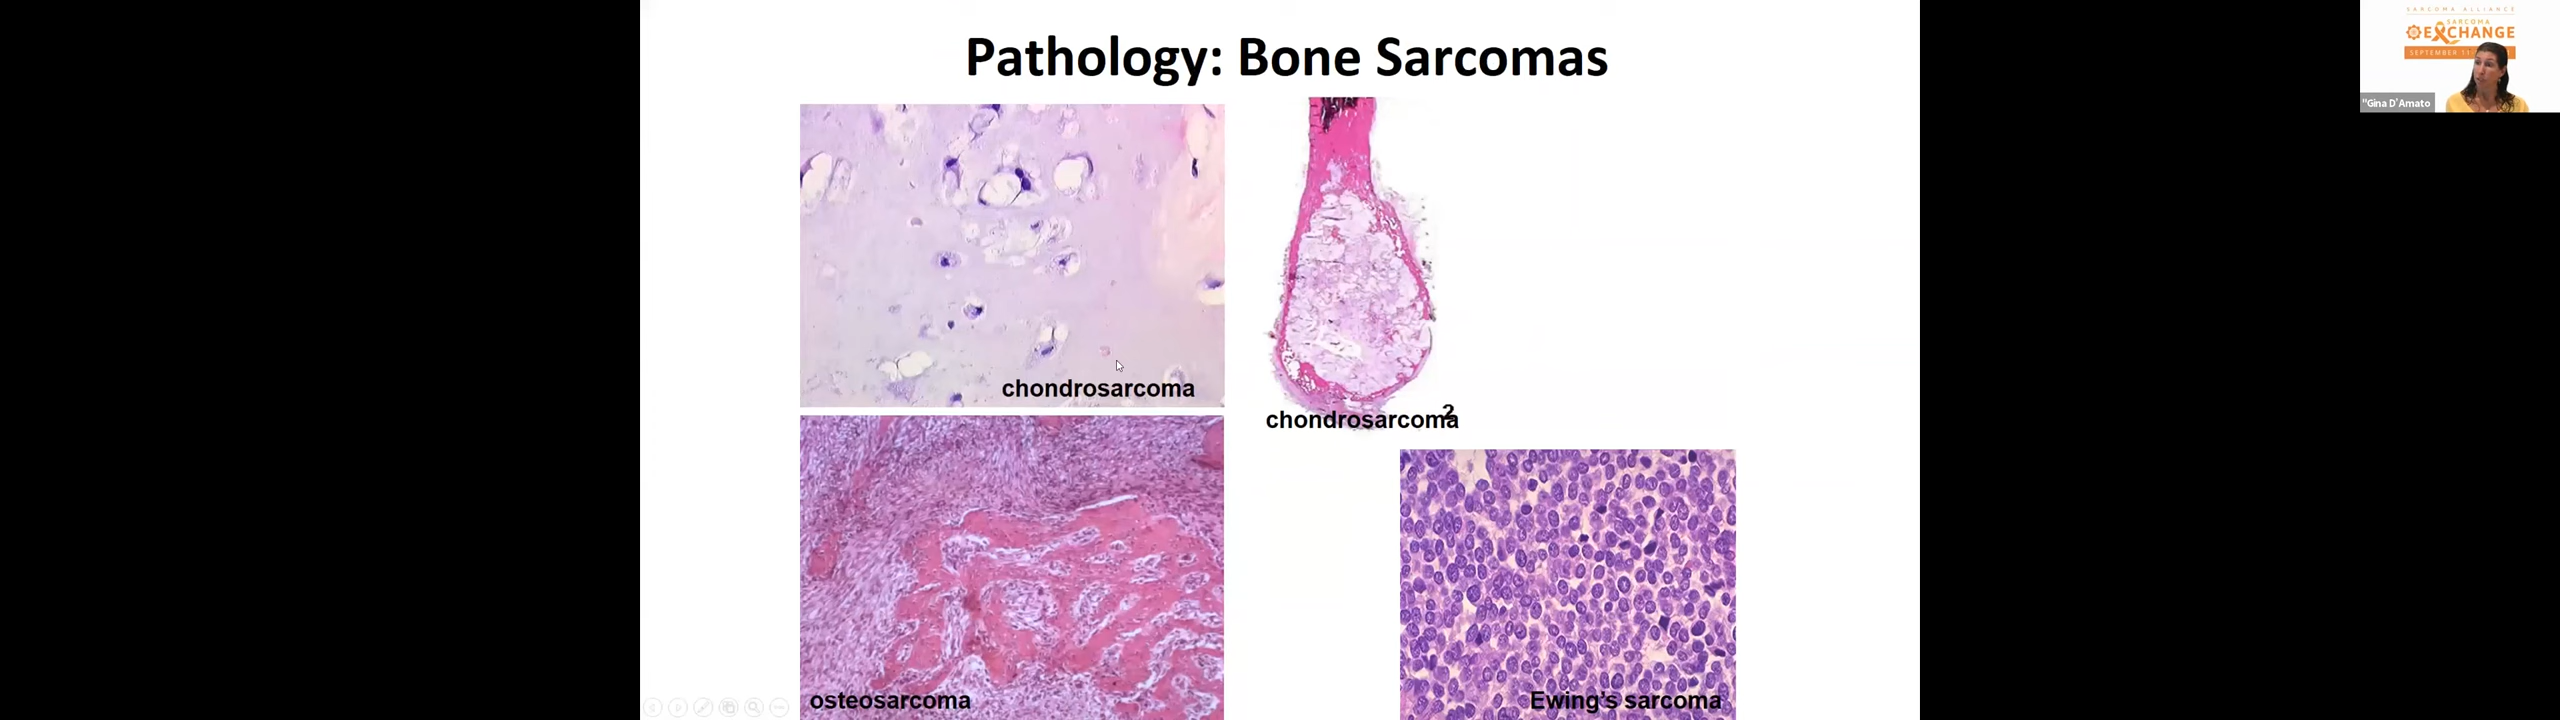 Pathology: Bone Sarcomas
chondrosarcoma
chondrosarcoma
2
osteosarcoma
Ewing's sarcoma
SARCOMA ALLIANCE
SARCOMA
EXCHANGE
"Gina D'Amato